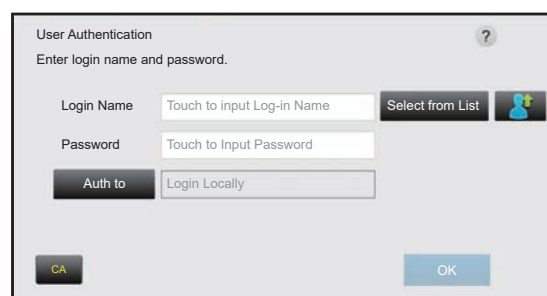 User Authentication
?
Enter login name and password.
Login Name Touch to input Log-in Name Select from List
Password Touch to Input Password
Auth to Login Locally
CA OK